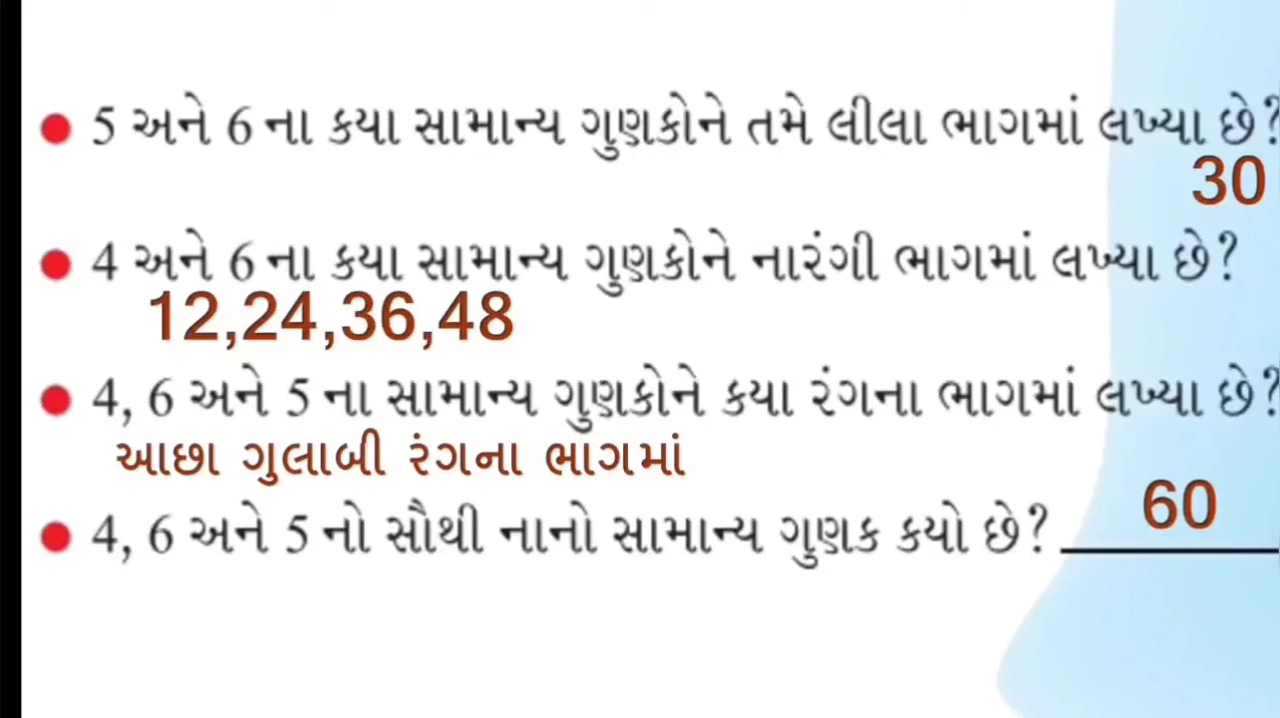 ● 5 અને 6 ના કયા સામાન્ય ગુણકોને તમે લીલા ભાગમાં લખ્યા છે?
30
● 4 અને 6 ના કયા સામાન્ય ગુણકોને નારંગી ભાગમાં લખ્યા છે?
12,24,36,48
● 4, 6 અને 5 ના સામાન્ય ગુણકોને કયા રંગના ભાગમાં લખ્યા છે?
આછા ગુલાબી રંગના ભાગમાં
● 4, 6 અને 5 નો સૌથી નાનો સામાન્ય ગુણક કયો છે? 60